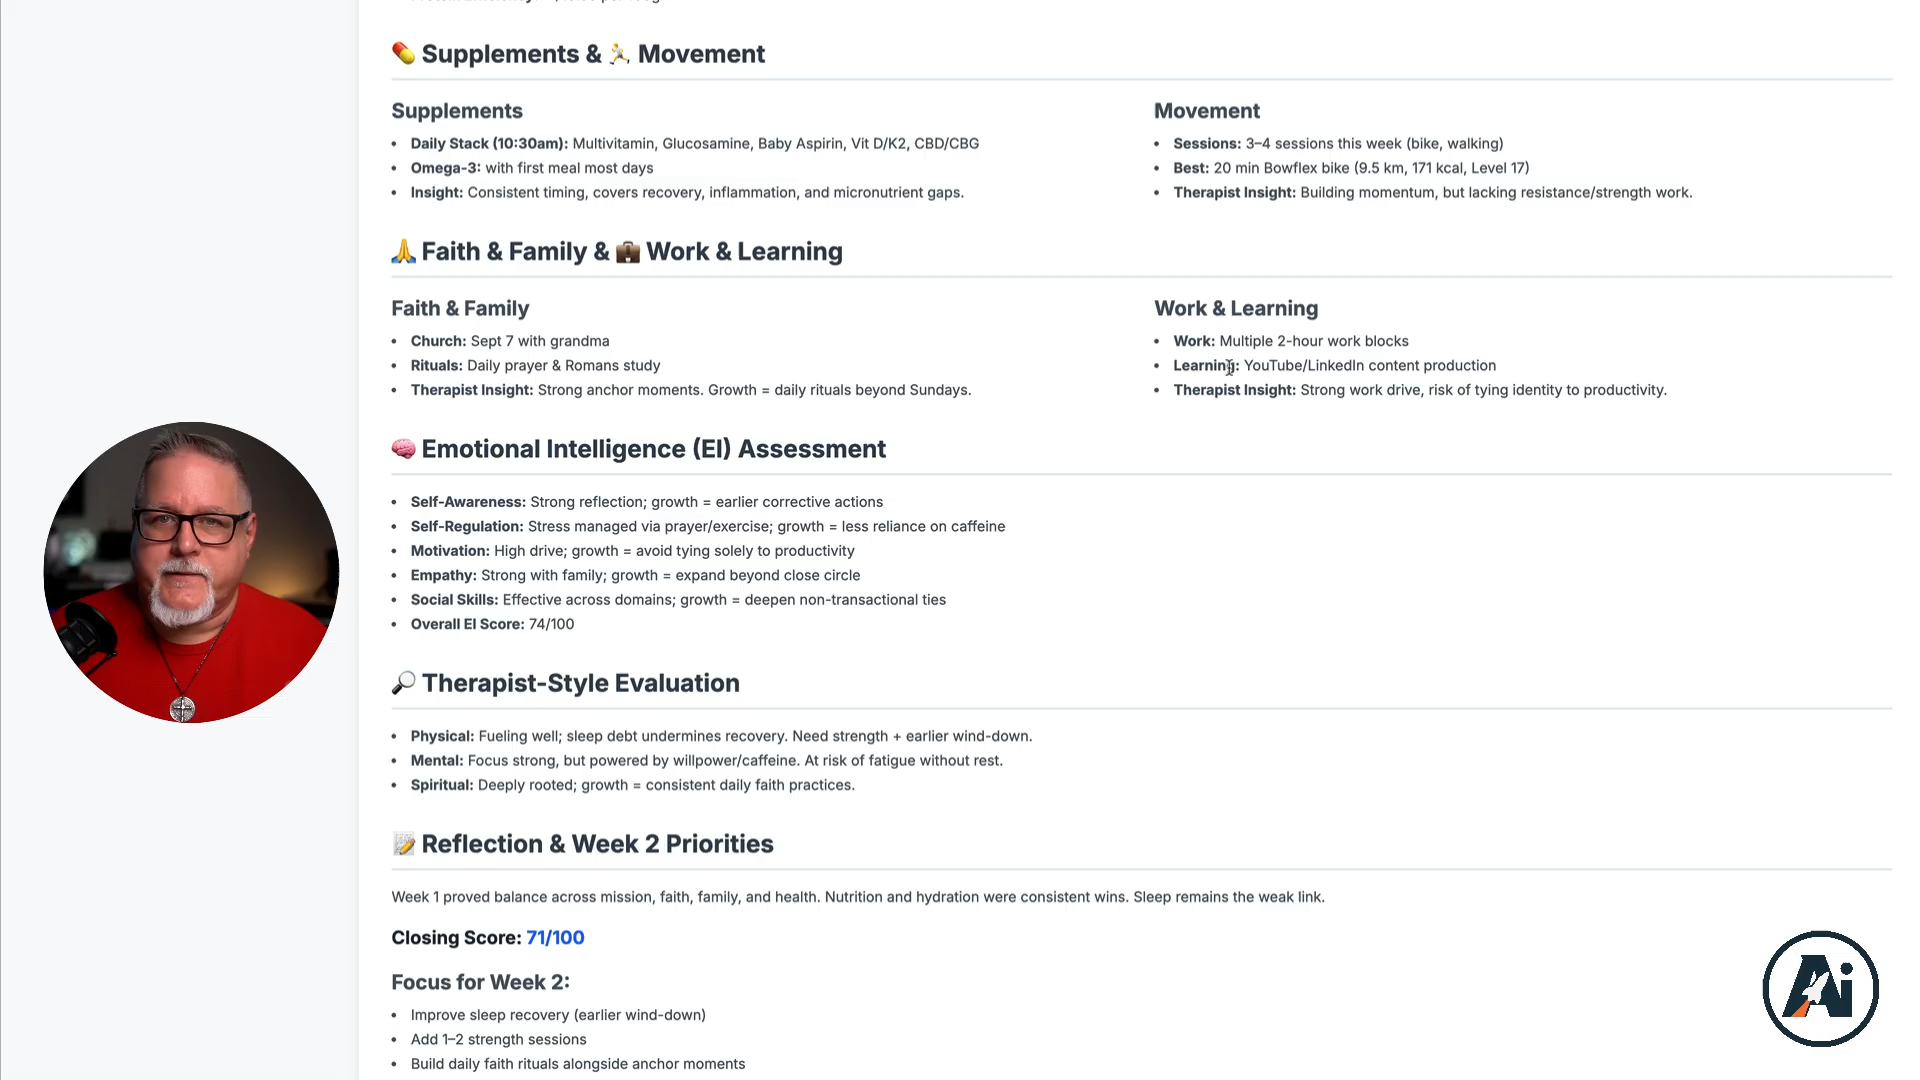 Supplements & Movement
Supplements
Daily Stack (10:30am): Multivitamin, Glucosamine, Baby Aspirin, Vit D/K2, CBD/CBG
Omega-3: with first meal most days
Insight: Consistent timing, covers recovery, inflammation, and micronutrient gaps.
Movement
Sessions: 3–4 sessions this week (bike, walking)
Best: 20 min Bowflex bike (9.5 km, 171 kcal, Level 17)
Therapist Insight: Building momentum, but lacking resistance/strength work.
Faith & Family & Work & Learning
Faith & Family
Church: Sept 7 with grandma
Rituals: Daily prayer & Romans study
Therapist Insight: Strong anchor moments. Growth = daily rituals beyond Sundays.
Work & Learning
Work: Multiple 2-hour work blocks
Learning: YouTube/LinkedIn content production
Therapist Insight: Strong work drive, risk of tying identity to productivity.
Emotional Intelligence (EI) Assessment
Self-Awareness: Strong reflection; growth = earlier corrective actions
Self-Regulation: Stress managed via prayer/exercise; growth = less reliance on caffeine
Motivation: High drive; growth = avoid tying solely to productivity
Empathy: Strong with family; growth = expand beyond close circle
Social Skills: Effective across domains; growth = deepen non-transactional ties
Overall EI Score: 74/100
Therapist-Style Evaluation
Physical: Fueling well; sleep debt undermines recovery. Need strength + earlier wind-down.
Mental: Focus strong, but powered by willpower/caffeine. At risk of fatigue without rest.
Spiritual: Deeply rooted; growth = consistent daily faith practices.
Reflection & Week 2 Priorities
Week 1 proved balance across mission, faith, family, and health. Nutrition and hydration were consistent wins. Sleep remains the weak link.
Closing Score: 71/100
Focus for Week 2:
Improve sleep recovery (earlier wind-down)
Add 1–2 strength sessions
Build daily faith rituals alongside anchor moments
Ai